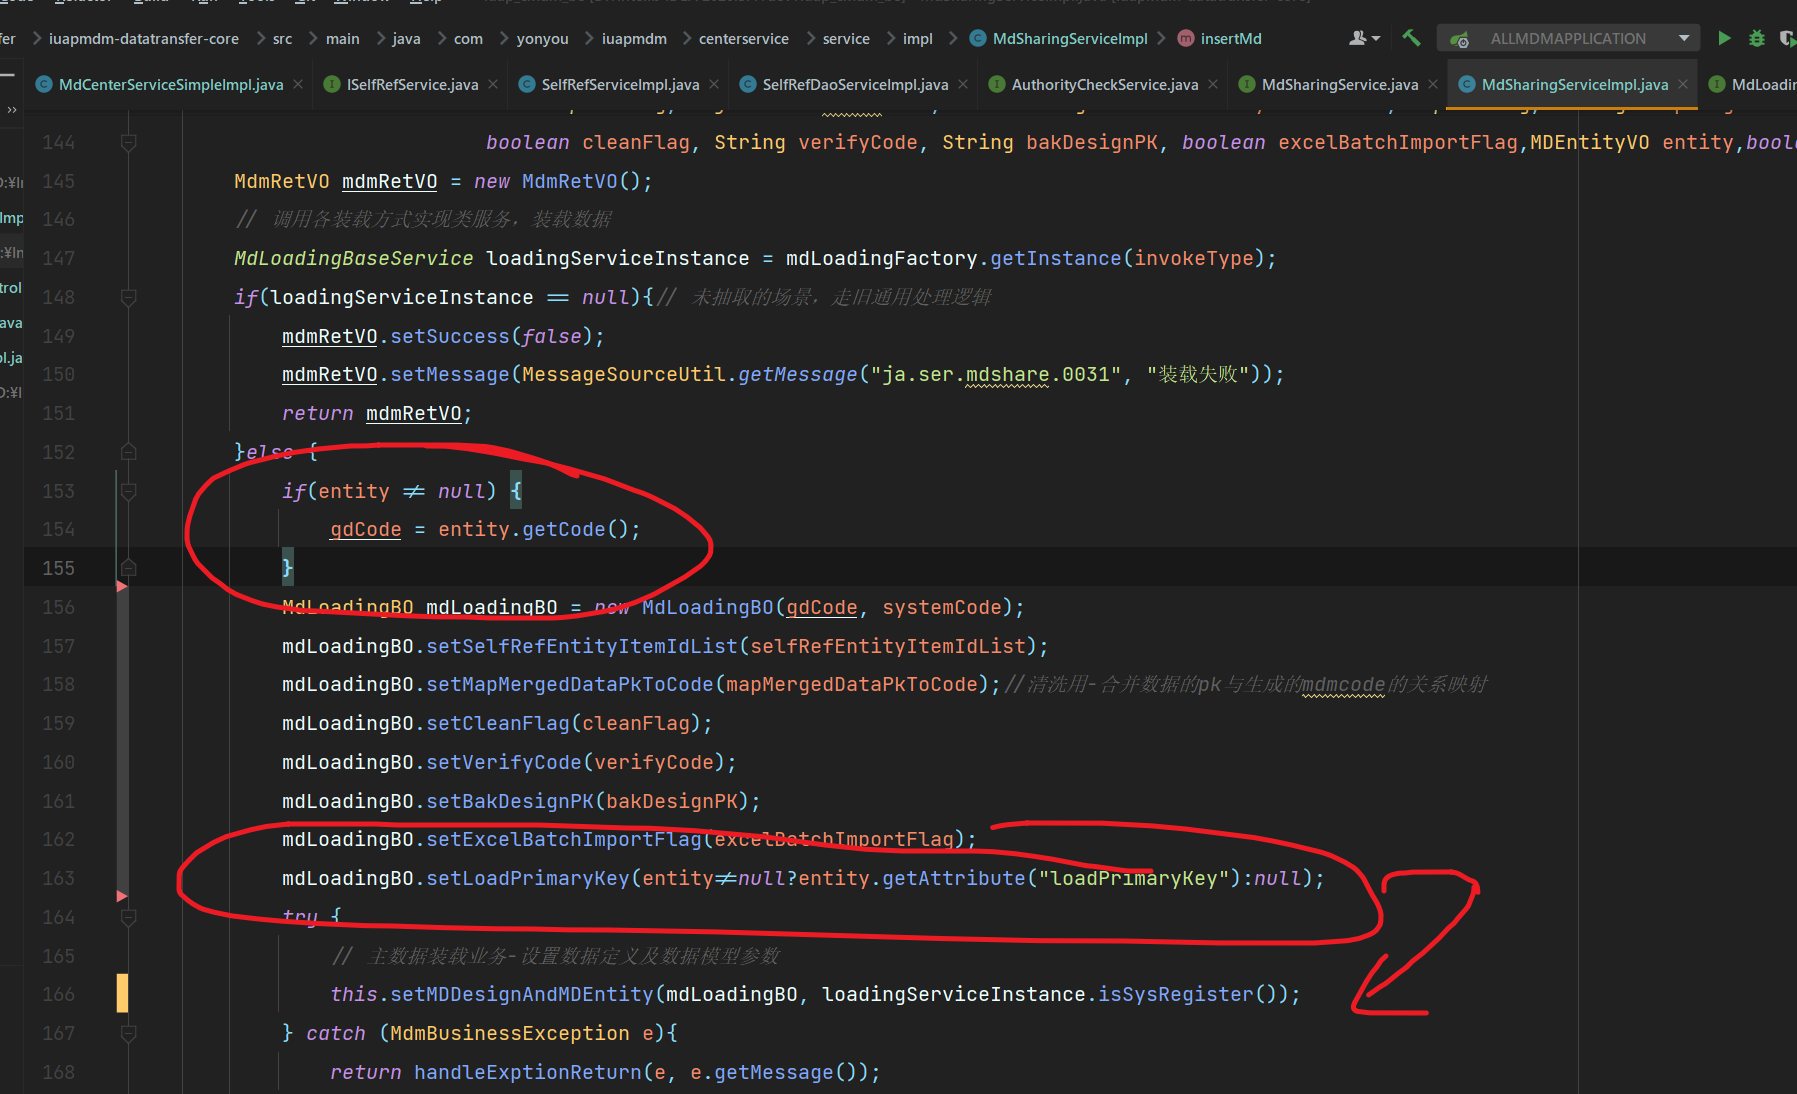 iuapmdm-datatransfer-core > src > main > java > com > yonyou > iuapmdm > centerservice > service > impl > MdSharingServiceImpl > insertMd
ALLMDMAPPLICATION
MdCenterServiceSimpleImpl.java ISelfRefService.java SelfRefServiceImpl.java SelfRefDaoServiceImpl.java AuthorityCheckService.java MdSharingService.java MdSharingServiceImpl.java MdLoadin
144 boolean cleanFlag, String verifyCode, String bakDesignPK, boolean excelBatchImportFlag,MDEntityVO entity,bool
145 MdmRetVO mdmRetVO = new MdmRetVO();
146 // 调用各装载方式实现类服务，装载数据
147 MdLoadingBaseService loadingServiceInstance = mdLoadingFactory.getInstance(invokeType);
148 if(loadingServiceInstance == null){// 未抽取的场景，走旧通用处理逻辑
149 mdmRetVO.setSuccess(false);
150 mdmRetVO.setMessage(MessageSourceUtil.getMessage("ja.ser.mdshare.0031", "装载失败"));
151 return mdmRetVO;
152 }else {
153 if(entity != null) {
154 gdCode = entity.getCode();
155 }
156 MdLoadingBO mdLoadingBO = new MdLoadingBO(gdCode, systemCode);
157 mdLoadingBO.setSelfRefEntityItemIdList(selfRefEntityItemIdList);
158 mdLoadingBO.setMapMergedDataPkToCode(mapMergedDataPkToCode);//清洗用-合并数据的pk与生成的mdmcode的关系映射
159 mdLoadingBO.setCleanFlag(cleanFlag);
160 mdLoadingBO.setVerifyCode(verifyCode);
161 mdLoadingBO.setBakDesignPK(bakDesignPK);
162 mdLoadingBO.setExcelBatchImportFlag(excelBatchImportFlag);
163 mdLoadingBO.setLoadPrimaryKey(entity!=null?entity.getAttribute("loadPrimaryKey"):null);
164 try {
165 // 主数据装载业务-设置数据定义及数据模型参数
166 this.setMDDesignAndMDEntity(mdLoadingBO, loadingServiceInstance.isSysRegister());
167 } catch (MdmBusinessException e){
168 return handleExptionReturn(e, e.getMessage());